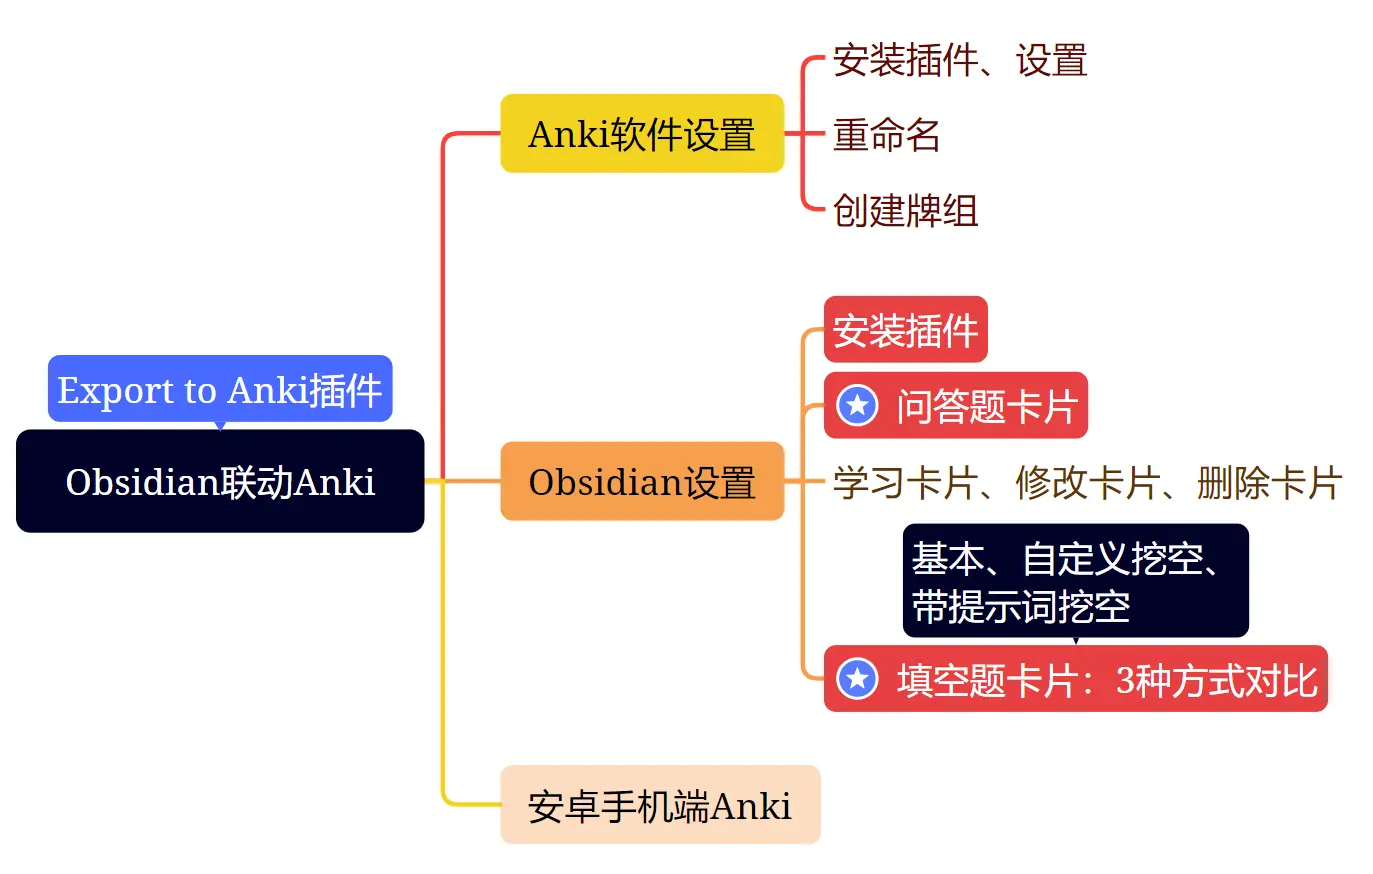 安装插件、设置
Anki软件设置
重命名
创建牌组
Export to Anki插件
Obsidian联动Anki
安装插件
问答题卡片
Obsidian设置
学习卡片、修改卡片、删除卡片
基本、自定义挖空、
带提示词挖空
填空题卡片：3种方式对比
安卓手机端Anki